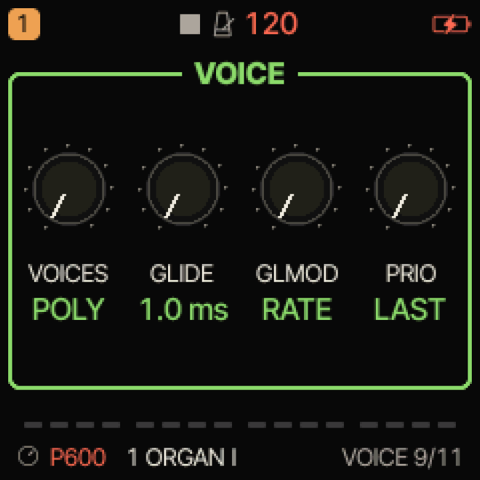 1 120
VOICE
VOICES GLIDE GLMOD PRIO
POLY 1.0 ms RATE LAST
P600 1 ORGAN I VOICE 9/11